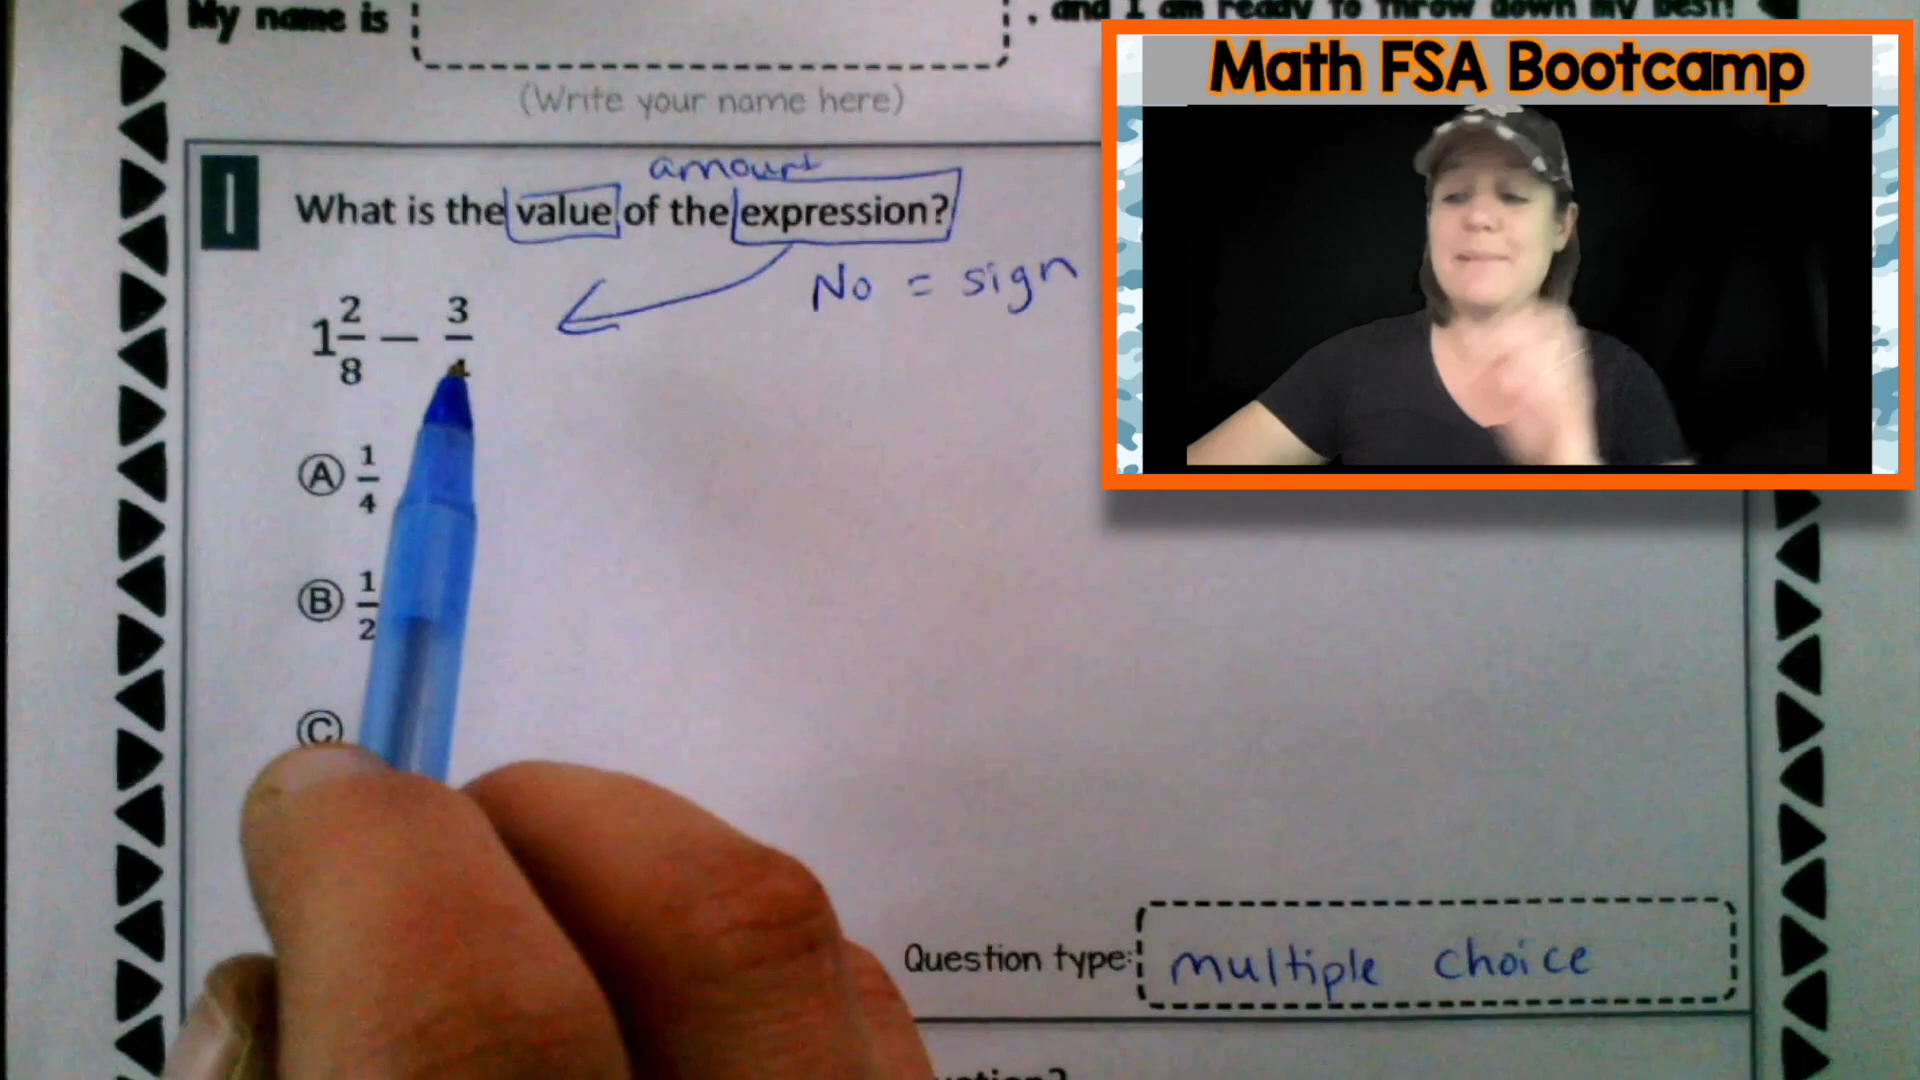 My name is
, and I am ready to throw down my best!
(Write your name here)
Math FSA Bootcamp
amount
1 What is the value of the expression?
No = sign
1 2/8 − 3/4
Ⓐ 1/4
Ⓑ 1/2
Ⓒ
Question type: multiple choice